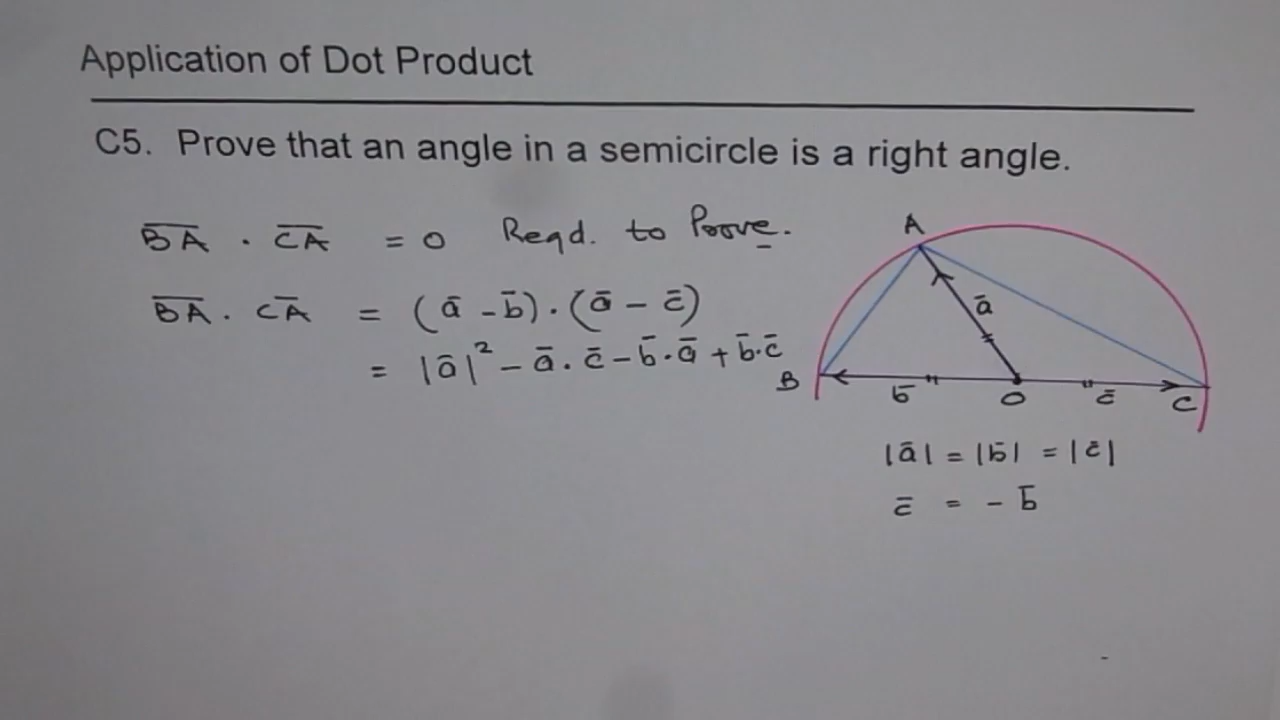 Application of Dot Product
C5. Prove that an angle in a semicircle is a right angle.
B̅A̅ . C̅A̅ = 0 Reqd. to Prove.
B̅A̅ . C̅A̅ = (ā - b̄) . (ā - c̄)
= |ā|² - ā . c̄ - b̄ . ā + b̄ . c̄
A
ā
B
b̄
O
c̄
C
|ā| = |b̄| = |c̄|
c̄ = - b̄